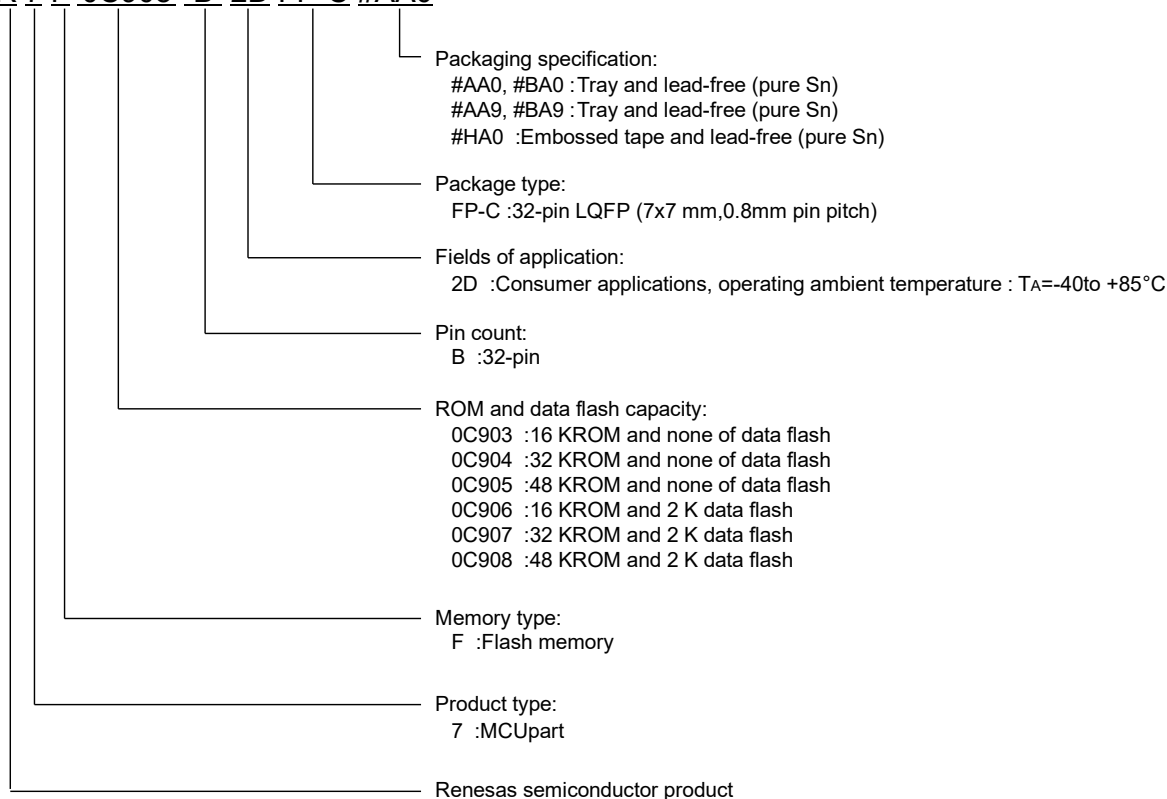 Packaging specification:
#AA0, #BA0 :Tray and lead-free (pure Sn)
#AA9, #BA9 :Tray and lead-free (pure Sn)
#HA0 :Embossed tape and lead-free (pure Sn)
Package type:
FP-C :32-pin LQFP (7x7 mm,0.8mm pin pitch)
Fields of application:
2D :Consumer applications, operating ambient temperature : TA=-40to +85°C
Pin count:
B :32-pin
ROM and data flash capacity:
0C903 :16 KROM and none of data flash
0C904 :32 KROM and none of data flash
0C905 :48 KROM and none of data flash
0C906 :16 KROM and 2 K data flash
0C907 :32 KROM and 2 K data flash
0C908 :48 KROM and 2 K data flash
Memory type:
F :Flash memory
Product type:
7 :MCUpart
Renesas semiconductor product